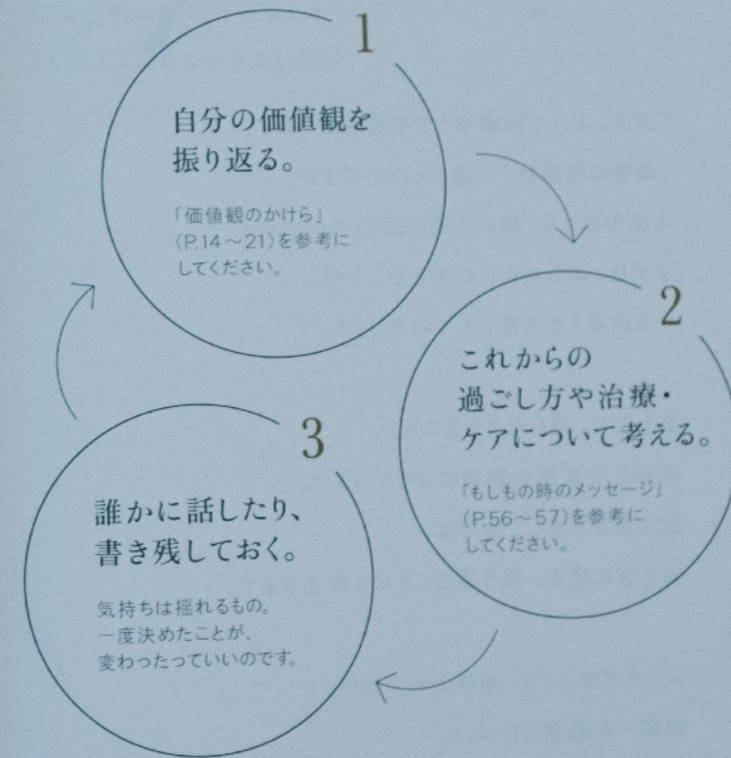 1
自分の価値観を
振り返る。
「価値観のかけら」
(P.14〜21)を参考に
してください。
2
これからの
過ごし方や治療・
ケアについて考える。
「もしもの時のメッセージ」
(P.56〜57)を参考に
してください。
3
誰かに話したり、
書き残しておく。
気持ちは揺れるもの。
一度決めたことが、
変わったっていいのです。